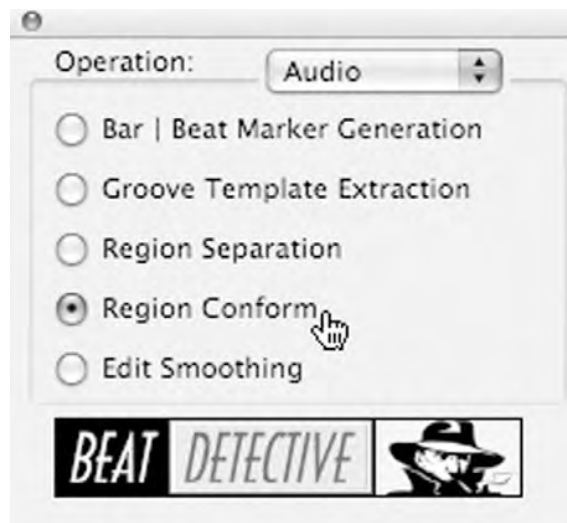 Operation: Audio
Bar | Beat Marker Generation
Groove Template Extraction
Region Separation
Region Conform
Edit Smoothing
BEAT DETECTIVE